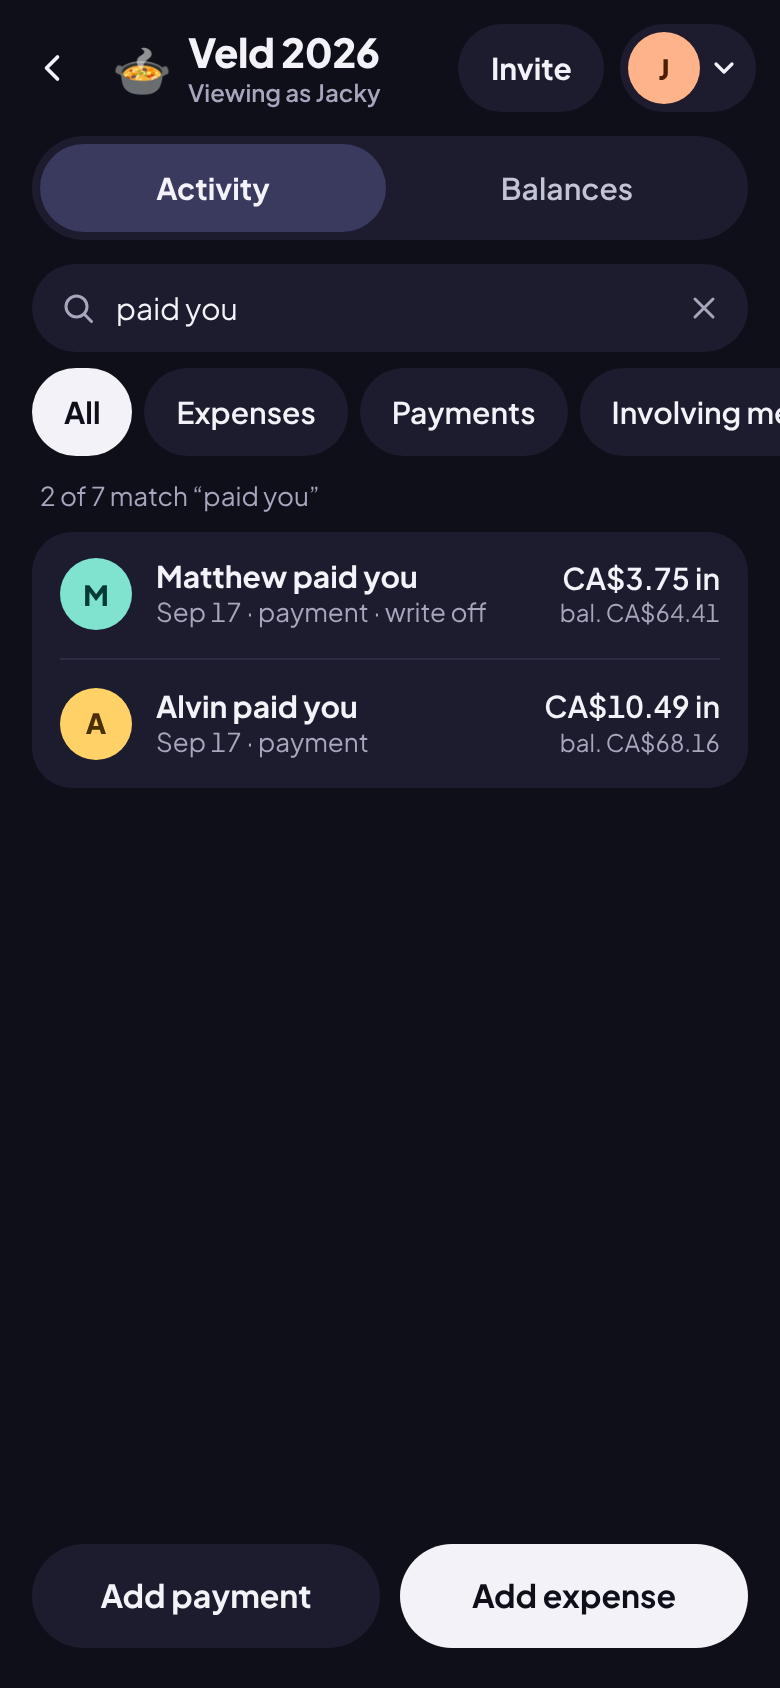 Veld 2026
Viewing as Jacky
Invite
J
Activity
Balances
paid you
All
Expenses
Payments
Involving me
2 of 7 match “paid you”
M
Matthew paid you
CA$3.75 in
Sep 17 · payment · write off
bal. CA$64.41
A
Alvin paid you
CA$10.49 in
Sep 17 · payment
bal. CA$68.16
Add payment
Add expense